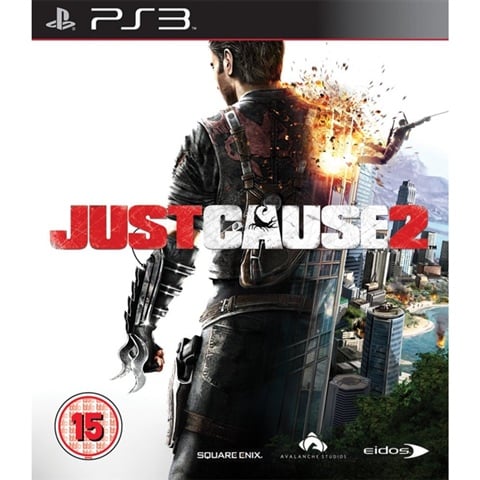 PS3
JUST CAUSE 2
15
SQUARE ENIX.
AVALANCHE STUDIOS
eidos